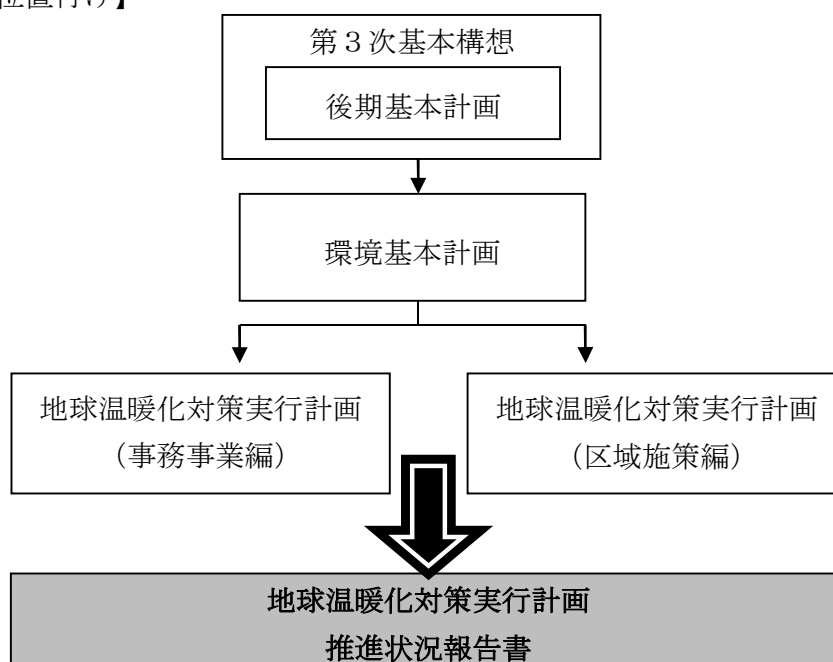 位置付け】
第３次基本構想
後期基本計画
環境基本計画
地球温暖化対策実行計画
（事務事業編）
地球温暖化対策実行計画
（区域施策編）
地球温暖化対策実行計画
推進状況報告書